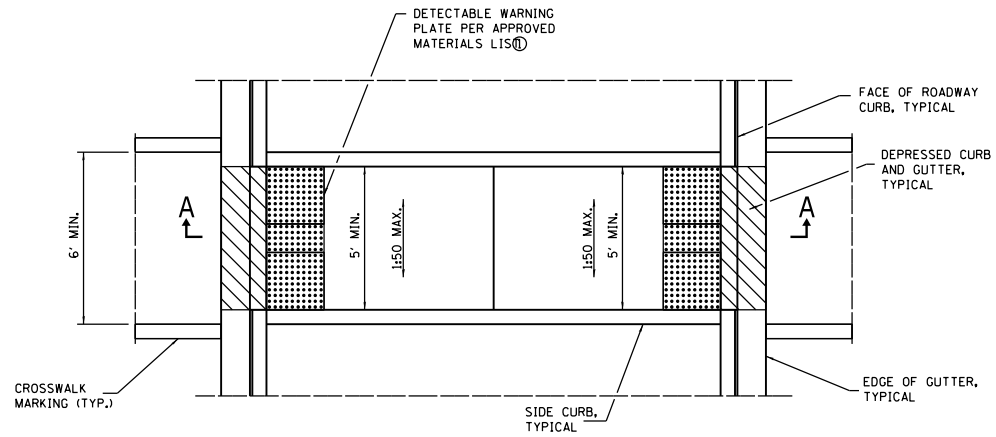 DETECTABLE WARNING
PLATE PER APPROVED
MATERIALS LIST①
FACE OF ROADWAY
CURB, TYPICAL
DEPRESSED CURB
AND GUTTER,
TYPICAL
A
A
6' MIN.
5' MIN.
1:50 MAX.
1:50 MAX.
5' MIN.
CROSSWALK
MARKING (TYP.)
SIDE CURB,
TYPICAL
EDGE OF GUTTER,
TYPICAL